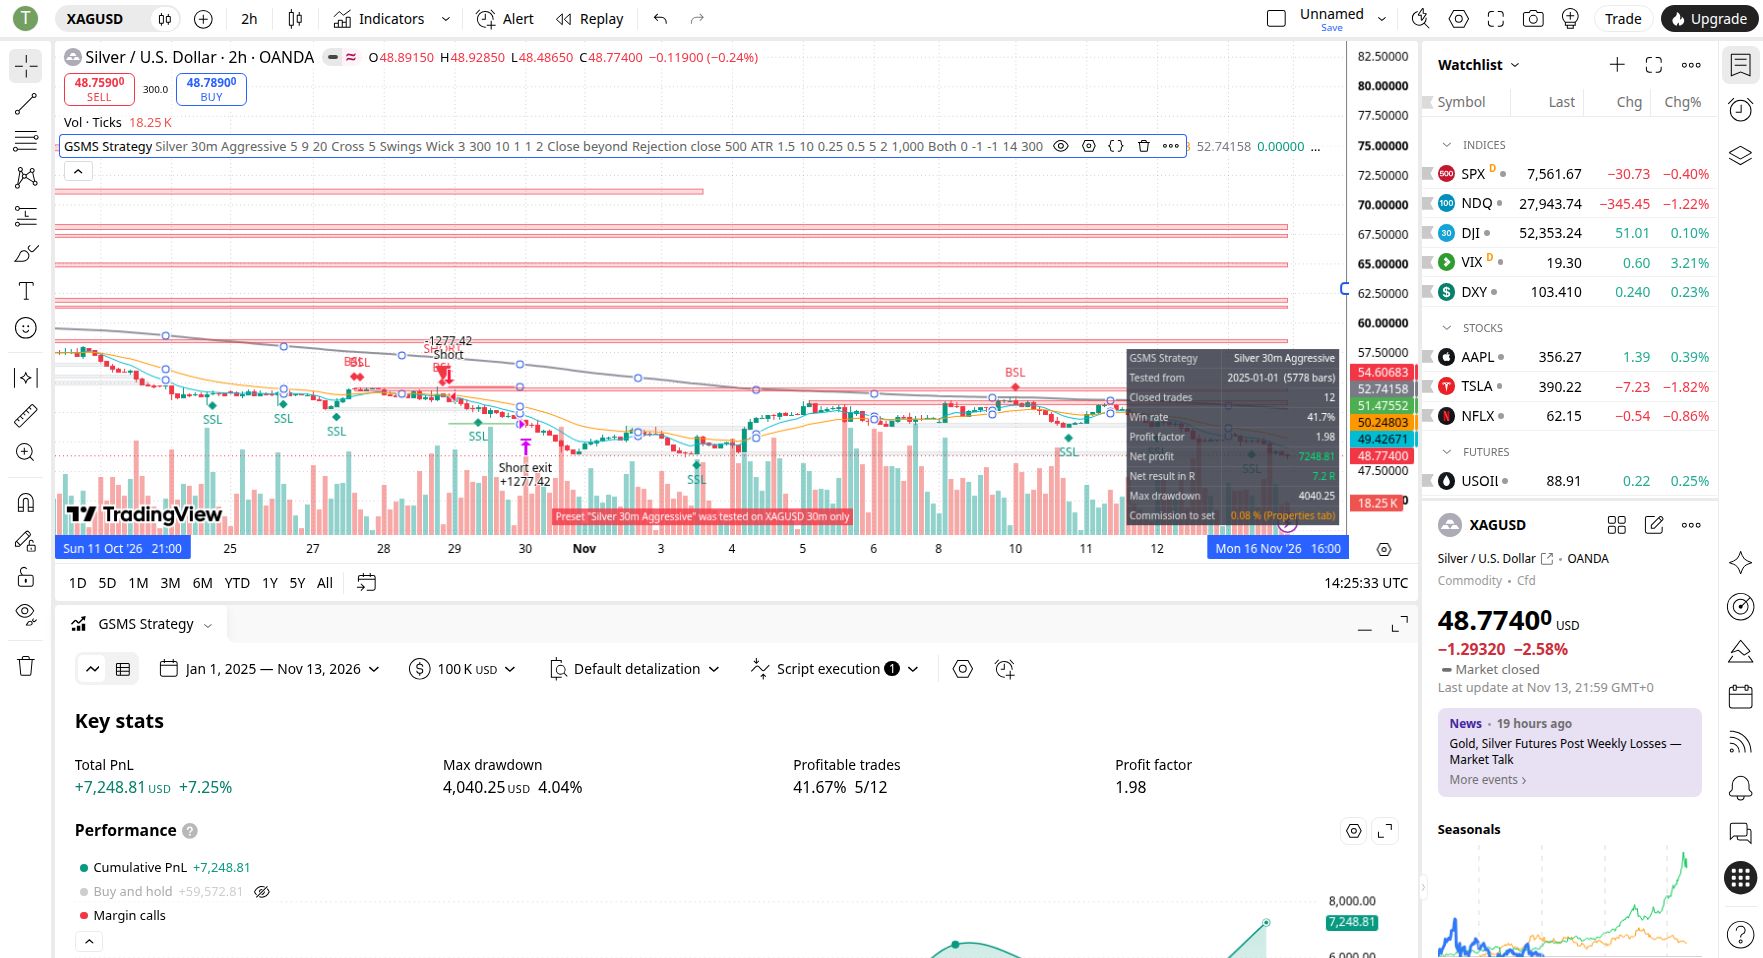 T
XAGUSD
2h
Indicators
Alert
Replay
Unnamed
Save
Trade
Upgrade
Silver / U.S. Dollar · 2h · OANDA
O48.89150 H48.92850 L48.48650 C48.77400 −0.11900 (−0.24%)
48.75900
SELL
300.0
48.78900
BUY
Vol · Ticks 18.25 K
GSMS Strategy Silver 30m Aggressive 5 9 20 Cross 5 Swings Wick 3 300 10 1 1 2 Close beyond Rejection close 500 ATR 1.5 10 0.25 0.5 5 2 1,000 Both 0 -1 -1 14 300
52.74158 0.00000 ...
82.50000
80.00000
77.50000
75.00000
72.50000
70.00000
67.50000
65.00000
62.50000
60.00000
57.50000
54.60683
52.74158
51.47552
50.24803
49.42671
48.77400
47.50000
18.25 K
-1277.42
Short
BSL
SSL
SSL
SSL
SSL
Short exit
+1277.42
SSL
BSL
SSL
SSL
GSMS Strategy Silver 30m Aggressive
Tested from 2025-01-01 (5778 bars)
Closed trades 12
Win rate 41.7%
Profit factor 1.98
Net profit 7248.81
Net result in R 7.2 R
Max drawdown 4040.25
Commission to set 0.08 % (Properties tab)
TradingView
Preset "Silver 30m Aggressive" was tested on XAGUSD 30m only
Sun 11 Oct '26 21:00
25 27 28 29 30 Nov 3 4 5 6 8 10 11 12
Mon 16 Nov '26 16:00
1D 5D 1M 3M 6M YTD 1Y 5Y All
14:25:33 UTC
GSMS Strategy
Jan 1, 2025 — Nov 13, 2026
100 K USD
Default detalization
Script execution 1
Key stats
Total PnL
+7,248.81 USD +7.25%
Max drawdown
4,040.25 USD 4.04%
Profitable trades
41.67% 5/12
Profit factor
1.98
Performance ?
Cumulative PnL +7,248.81
Buy and hold +59,572.81
Margin calls
8,000.00
7,248.81
6,000.00
Watchlist
Symbol Last Chg Chg%
INDICES
500 SPX D 7,561.67 −30.73 −0.40%
100 NDQ 27,943.74 −345.45 −1.22%
30 DJI 52,353.24 51.01 0.10%
VIX D 19.30 0.60 3.21%
$ DXY 103.410 0.240 0.23%
STOCKS
AAPL 356.27 1.39 0.39%
TSLA 390.22 −7.23 −1.82%
N NFLX 62.15 −0.54 −0.86%
FUTURES
USOIL 88.91 0.22 0.25%
XAGUSD
Silver / U.S. Dollar · OANDA
Commodity · Cfd
48.77400 USD
−1.29320 −2.58%
Market closed
Last update at Nov 13, 21:59 GMT+0
News · 19 hours ago
Gold, Silver Futures Post Weekly Losses —
Market Talk
More events ›
Seasonals